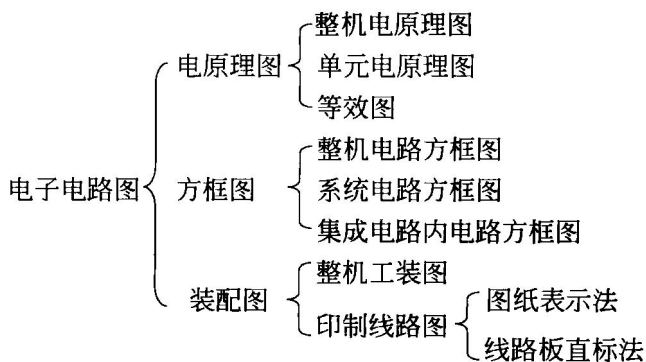 电子电路图
电原理图
整机电原理图
单元电原理图
等效图
方框图
整机电路方框图
系统电路方框图
集成电路内电路方框图
装配图
整机工装图
印制线路图
图纸表示法
线路板直标法